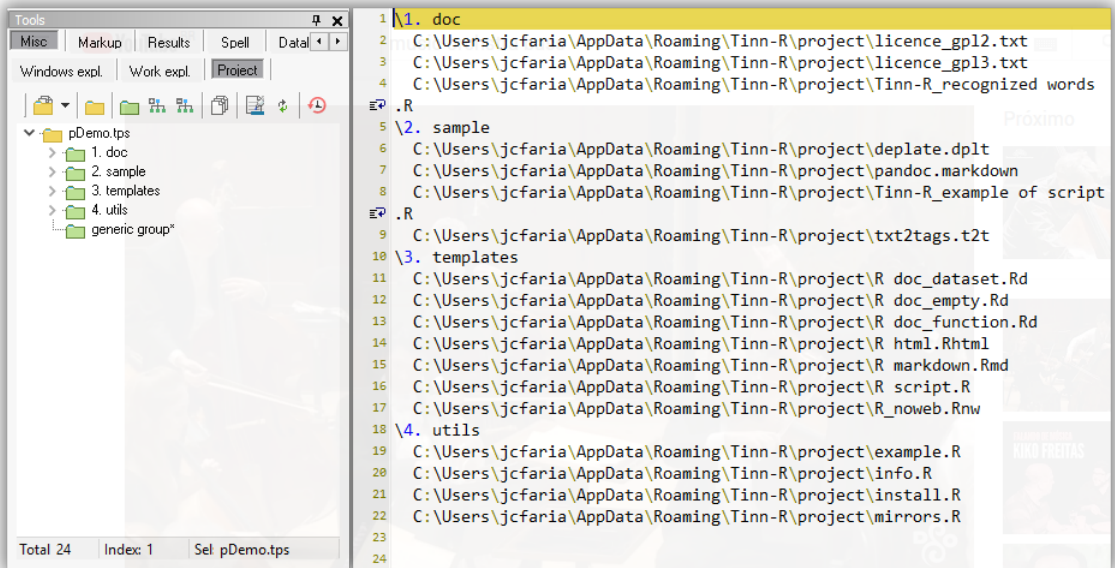 Tools
Misc Markup Results Spell Datal
Windows expl. Work expl. Project
pDemo.tps
1. doc
2. sample
3. templates
4. utils
generic group*
Total 24 Index: 1 Sel: pDemo.tps
1 \1. doc
2 C:\Users\jcfaria\AppData\Roaming\Tinn-R\project\licence_gpl2.txt
3 C:\Users\jcfaria\AppData\Roaming\Tinn-R\project\licence_gpl3.txt
4 C:\Users\jcfaria\AppData\Roaming\Tinn-R\project\Tinn-R_recognized words
.R
5 \2. sample
6 C:\Users\jcfaria\AppData\Roaming\Tinn-R\project\deplate.dplt
7 C:\Users\jcfaria\AppData\Roaming\Tinn-R\project\pandoc.markdown
8 C:\Users\jcfaria\AppData\Roaming\Tinn-R\project\Tinn-R_example of script
.R
9 C:\Users\jcfaria\AppData\Roaming\Tinn-R\project\txt2tags.t2t
10 \3. templates
11 C:\Users\jcfaria\AppData\Roaming\Tinn-R\project\R doc_dataset.Rd
12 C:\Users\jcfaria\AppData\Roaming\Tinn-R\project\R doc_empty.Rd
13 C:\Users\jcfaria\AppData\Roaming\Tinn-R\project\R doc_function.Rd
14 C:\Users\jcfaria\AppData\Roaming\Tinn-R\project\R html.Rhtml
15 C:\Users\jcfaria\AppData\Roaming\Tinn-R\project\R markdown.Rmd
16 C:\Users\jcfaria\AppData\Roaming\Tinn-R\project\R script.R
17 C:\Users\jcfaria\AppData\Roaming\Tinn-R\project\R_noweb.Rnw
18 \4. utils
19 C:\Users\jcfaria\AppData\Roaming\Tinn-R\project\example.R
20 C:\Users\jcfaria\AppData\Roaming\Tinn-R\project\info.R
21 C:\Users\jcfaria\AppData\Roaming\Tinn-R\project\install.R
22 C:\Users\jcfaria\AppData\Roaming\Tinn-R\project\mirrors.R
23
24
Próximo
KIKO FREITAS